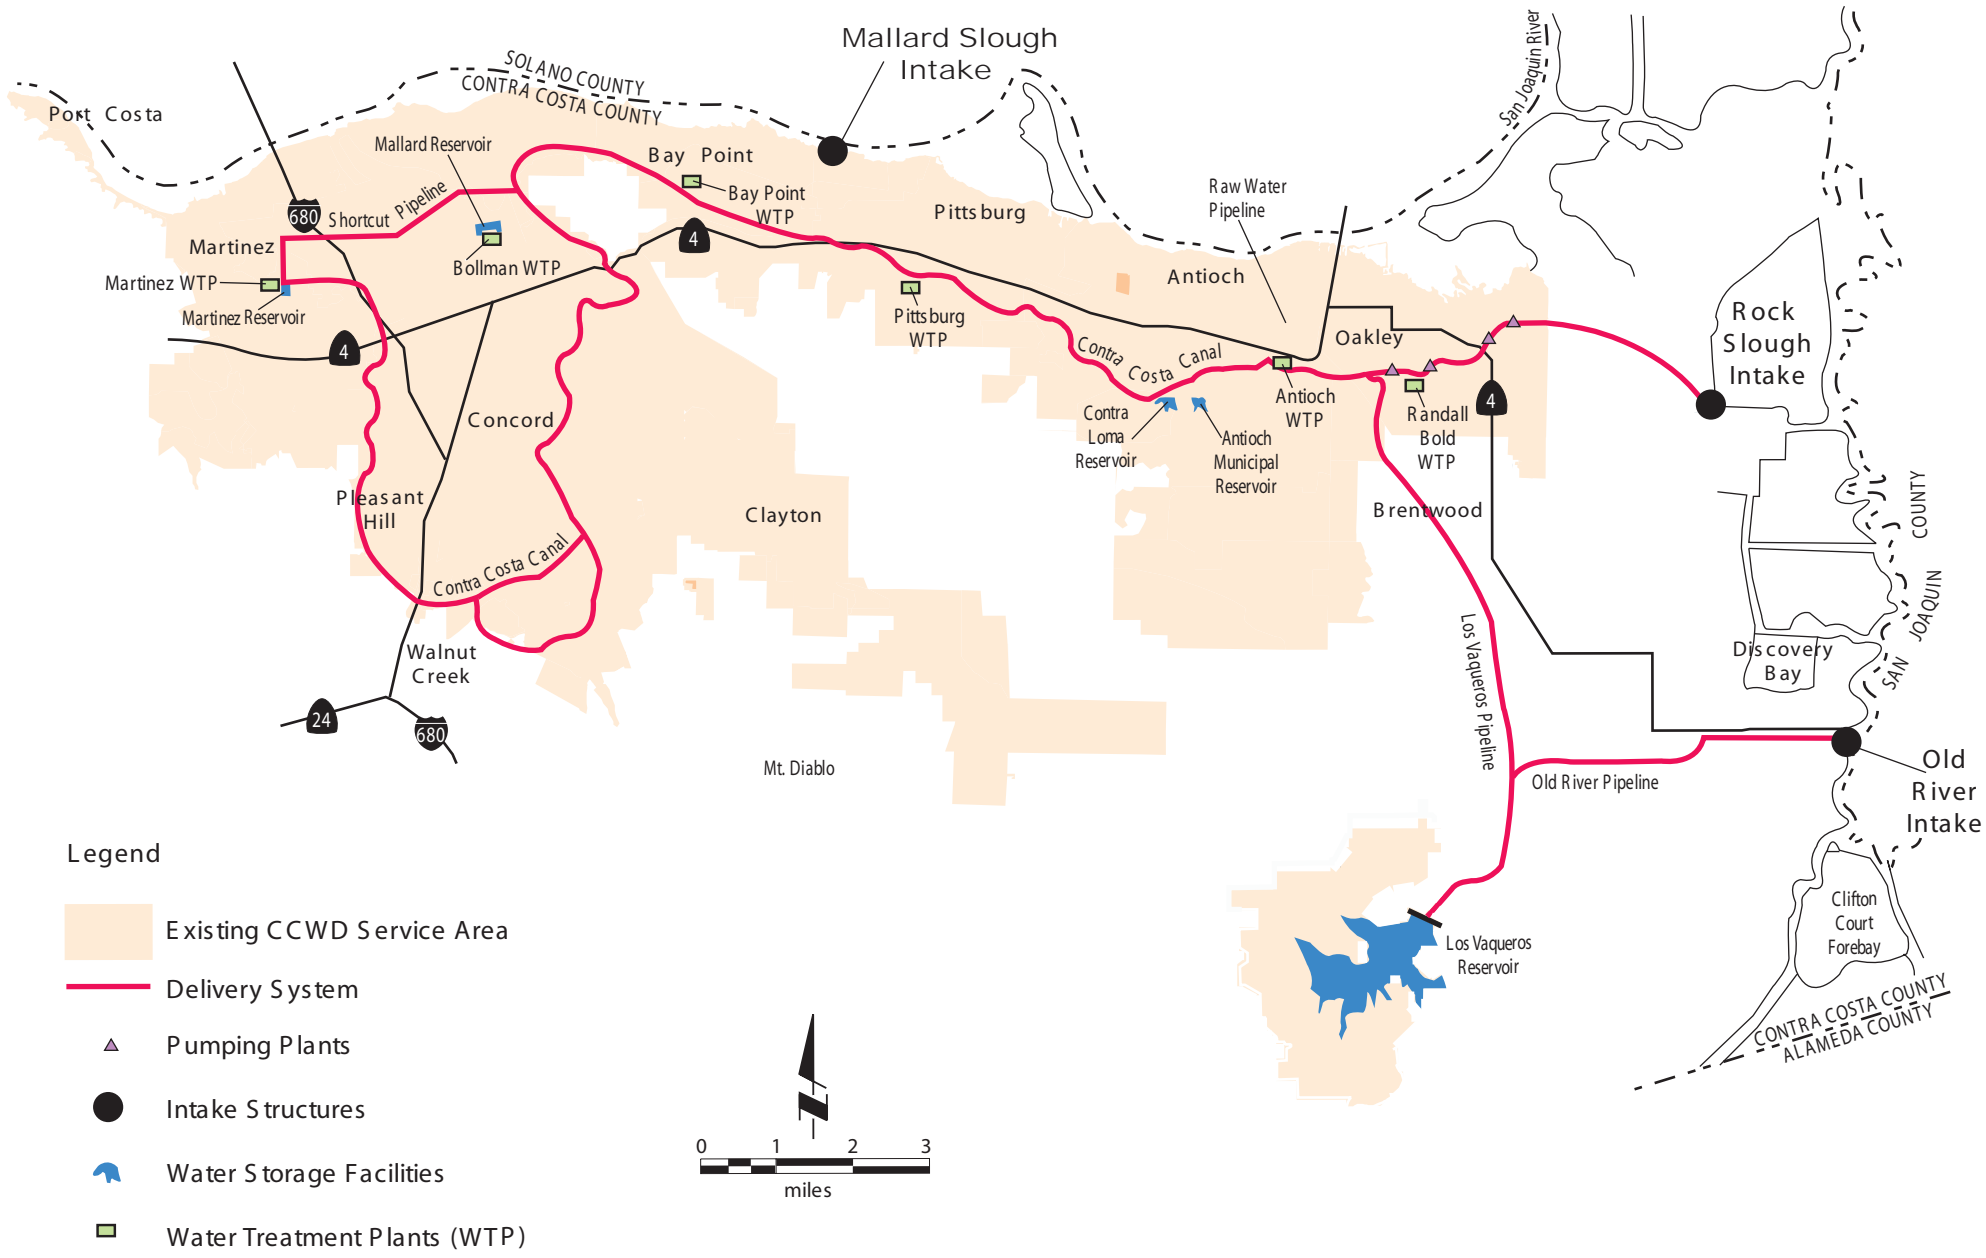 Mallard Slough
Intake
SOLANO COUNTY
CONTRA COSTA COUNTY
San Joaquin River
Port Costa
Mallard Reservoir
Bay Point
Bay Point
WTP
Raw Water
Pipeline
Pittsburg
680
Shortcut Pipeline
Martinez
4
Bollman WTP
Antioch
Martinez WTP
Martinez Reservoir
Pittsburg
WTP
Rock
Slough
Intake
Oakley
4
Contra Costa Canal
4
Antioch
WTP
Randall
Bold
WTP
Contra
Loma
Reservoir
Antioch
Municipal
Reservoir
Concord
Pleasant
Hill
Clayton
Brentwood
SAN JOAQUIN COUNTY
Contra Costa Canal
Walnut
Creek
Los Vaqueros Pipeline
Discovery
Bay
24
680
Mt. Diablo
Old River Pipeline
Old
River
Intake
Clifton
Court
Forebay
Los Vaqueros
Reservoir
CONTRA COSTA COUNTY
ALAMEDA COUNTY
Legend
Existing CCWD Service Area
Delivery System
Pumping Plants
Intake Structures
Water Storage Facilities
Water Treatment Plants (WTP)
0 1 2 3
miles